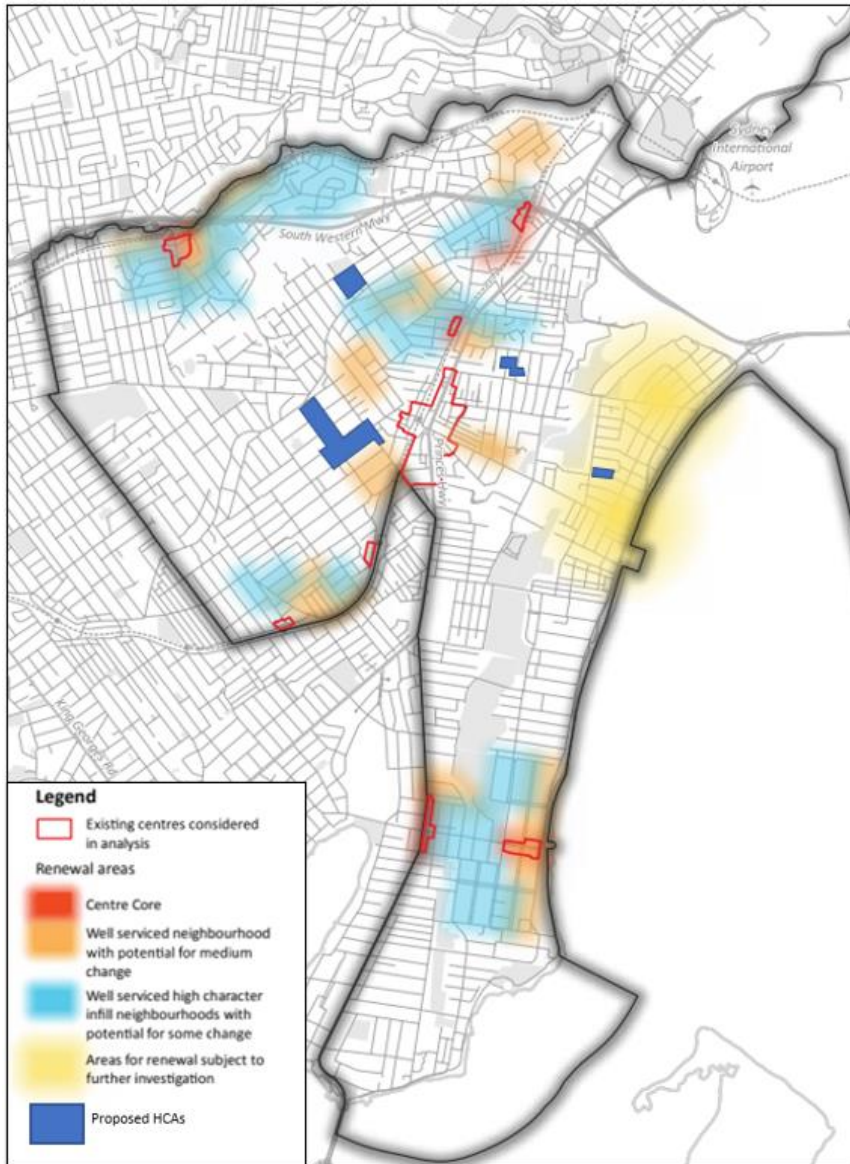 Sydney
International
Airport
South Western Mwy
Princes Hwy
King Georges Rd
Legend
Existing centres considered
in analysis
Renewal areas
Centre Core
Well serviced neighbourhood
with potential for medium
change
Well serviced high character
infill neighbourhoods with
potential for some change
Areas for renewal subject to
further investigation
Proposed HCAs